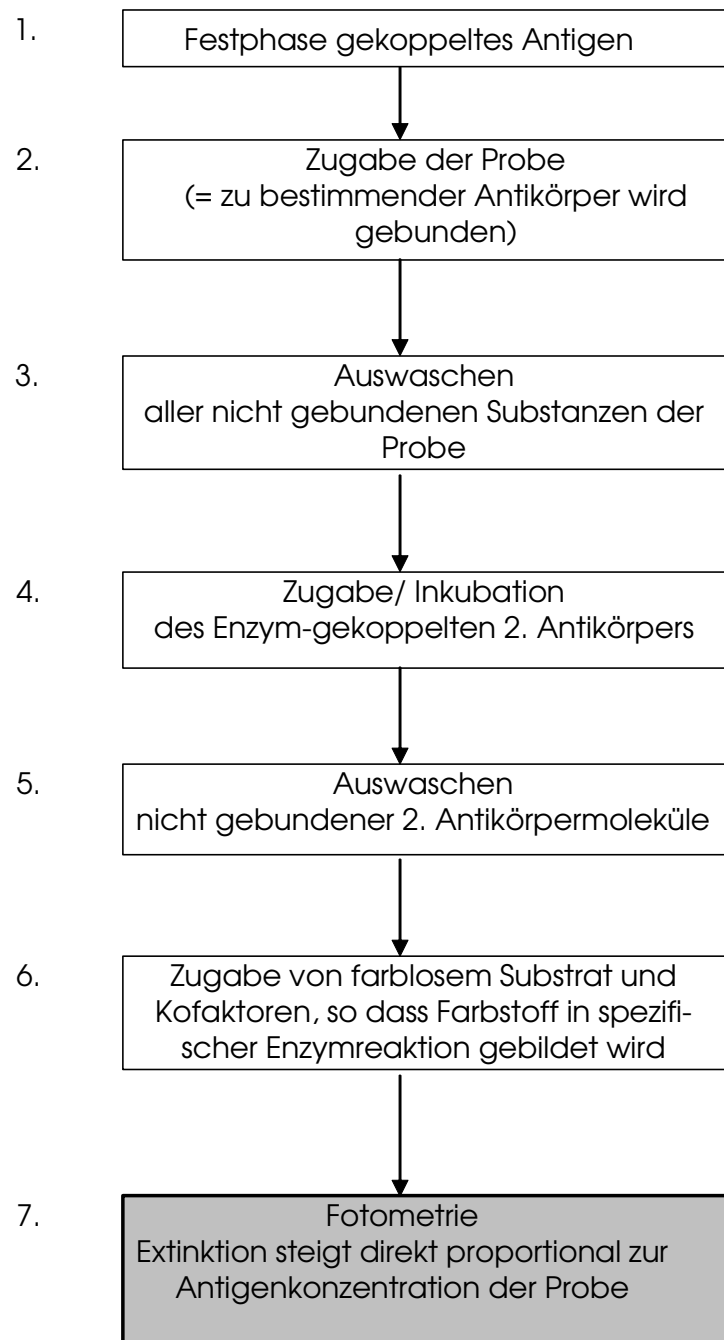 1. Festphase gekoppeltes Antigen
2. Zugabe der Probe
(= zu bestimmender Antikörper wird
gebunden)
3. Auswaschen
aller nicht gebundenen Substanzen der
Probe
4. Zugabe/ Inkubation
des Enzym-gekoppelten 2. Antikörpers
5. Auswaschen
nicht gebundener 2. Antikörpermoleküle
6. Zugabe von farblosem Substrat und
Kofaktoren, so dass Farbstoff in spezifi-
scher Enzymreaktion gebildet wird
7. Fotometrie
Extinktion steigt direkt proportional zur
Antigenkonzentration der Probe